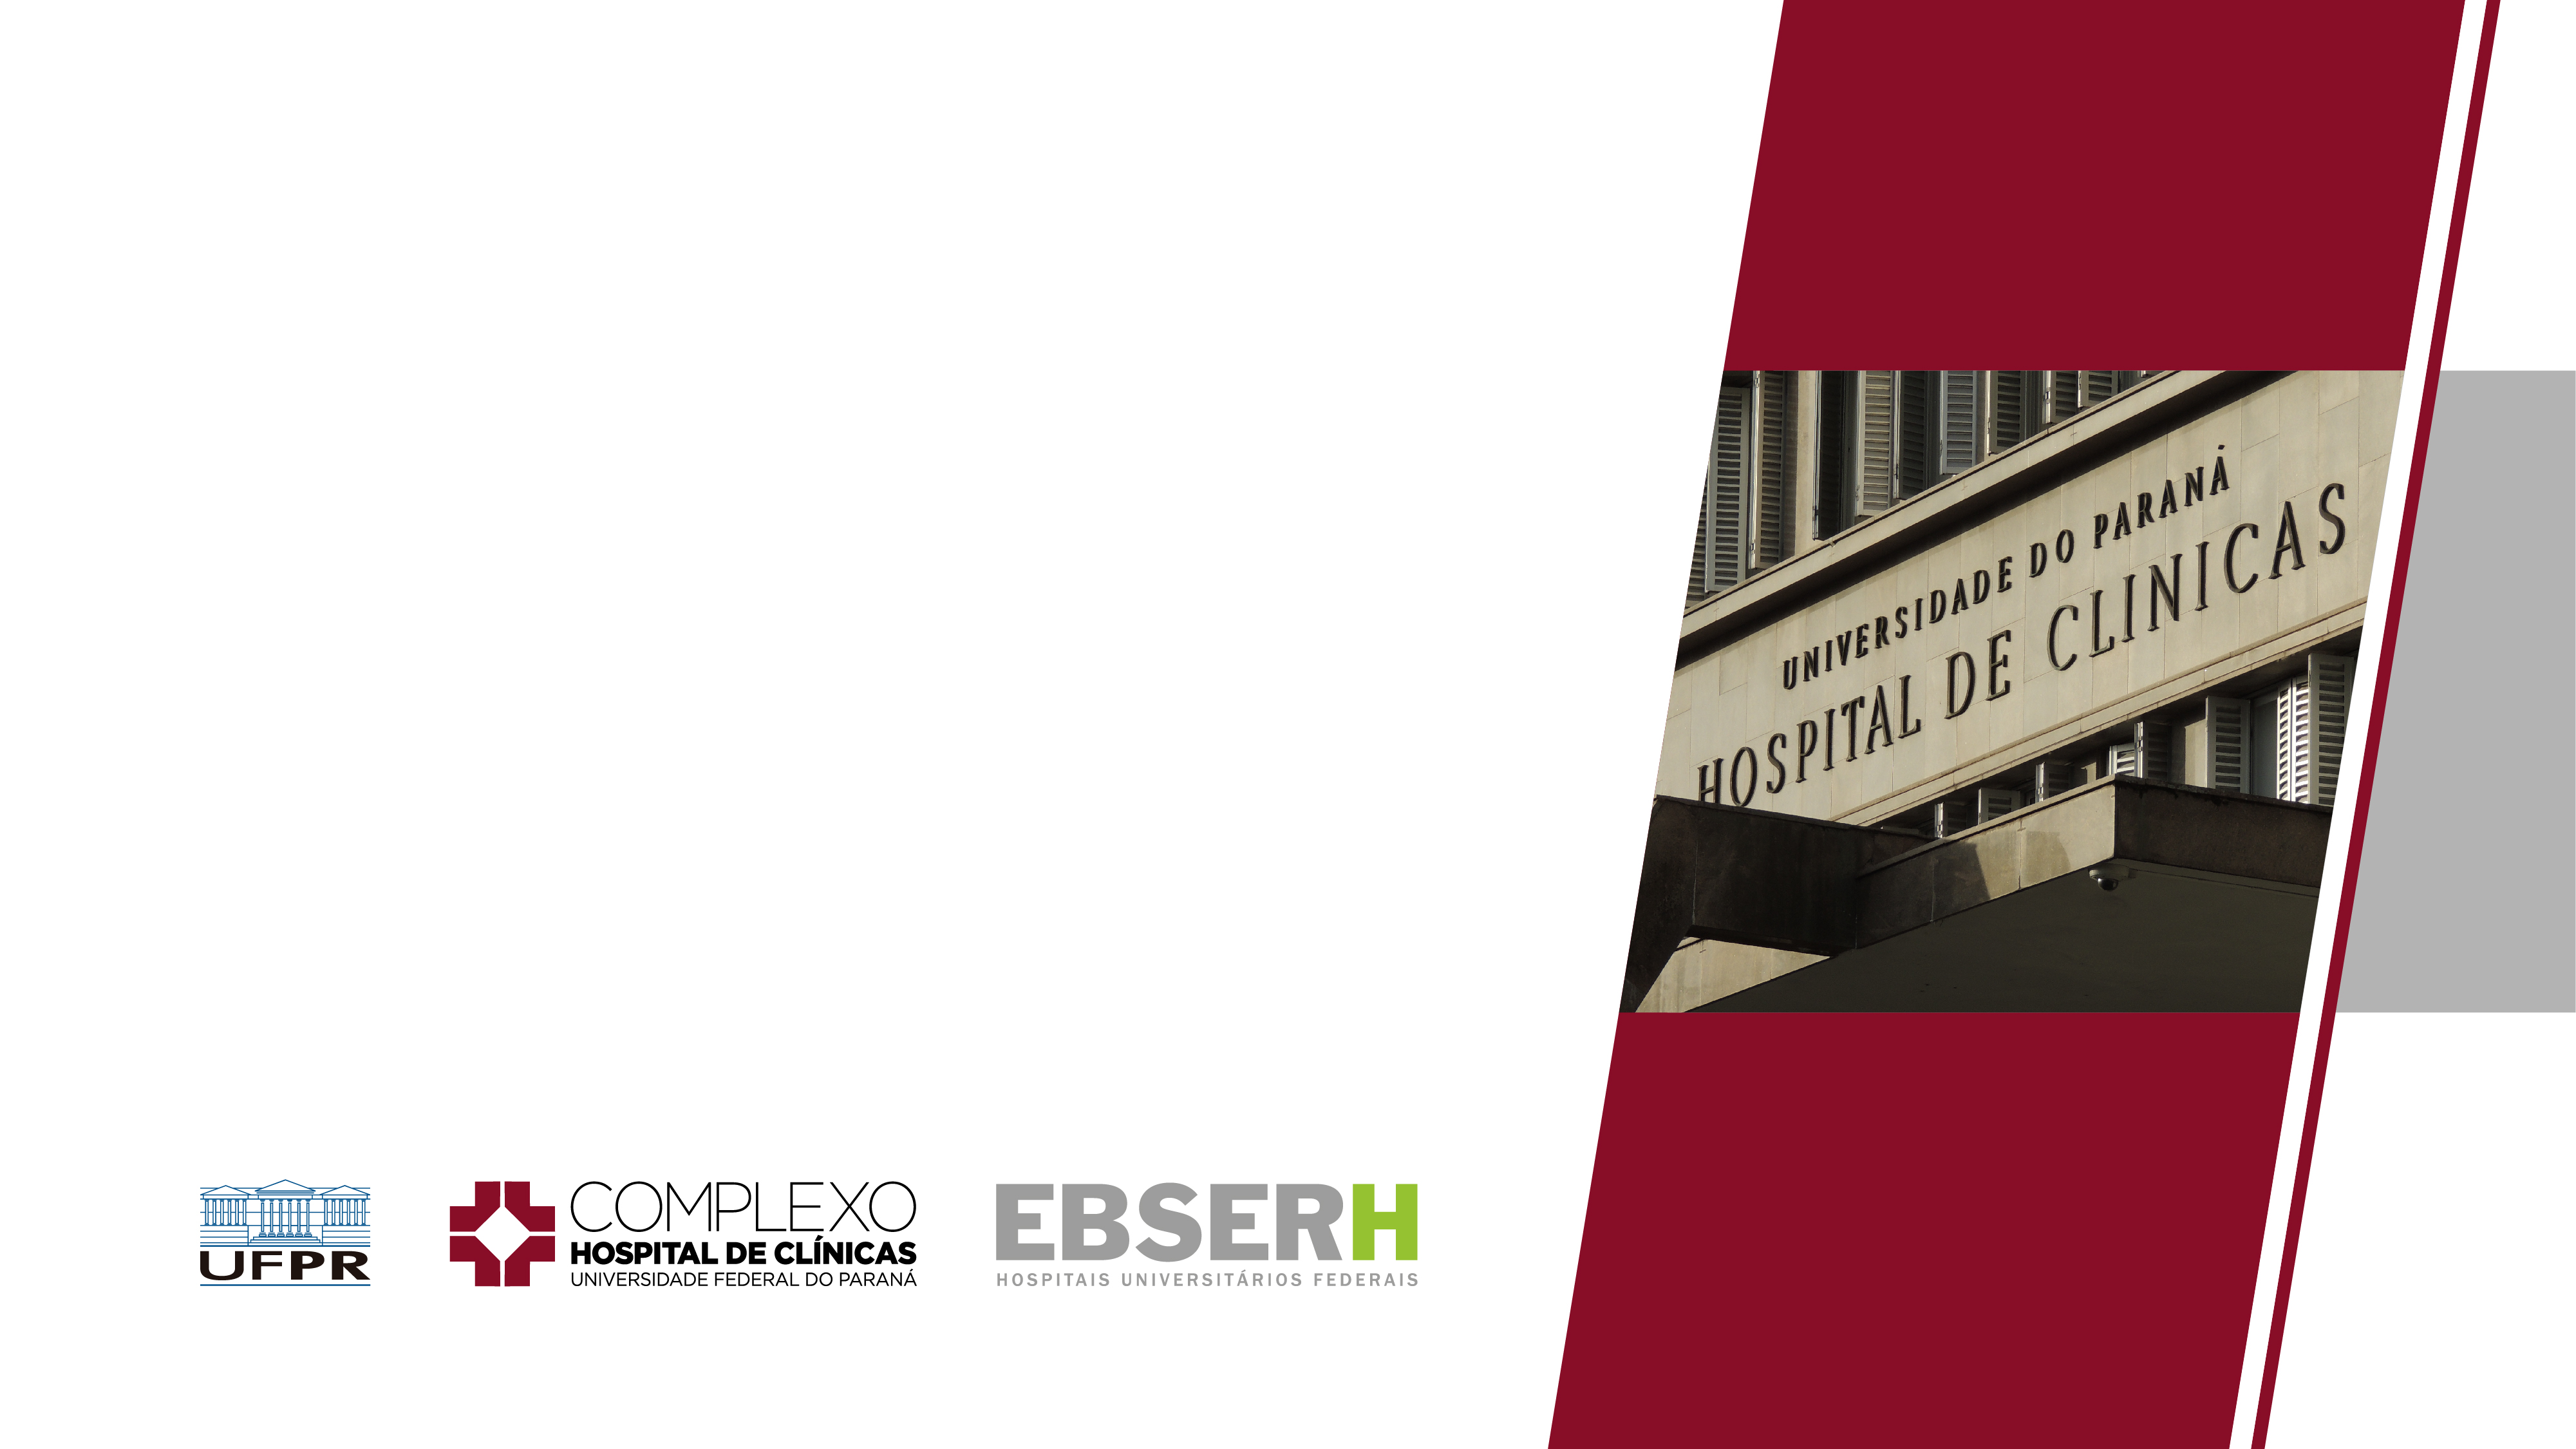 UNIVERSIDADE DO PARANÁ
HOSPITAL DE CLINICAS
UFPR
COMPLEXO
HOSPITAL DE CLÍNICAS
UNIVERSIDADE FEDERAL DO PARANÁ
EBSERH
HOSPITAIS UNIVERSITÁRIOS FEDERAIS